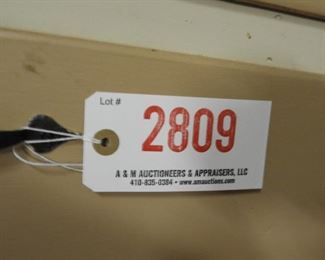 Lot #
2809
A & M AUCTIONEERS & APPRAISERS, LLC
410-835-0384 • www.amauctions.com